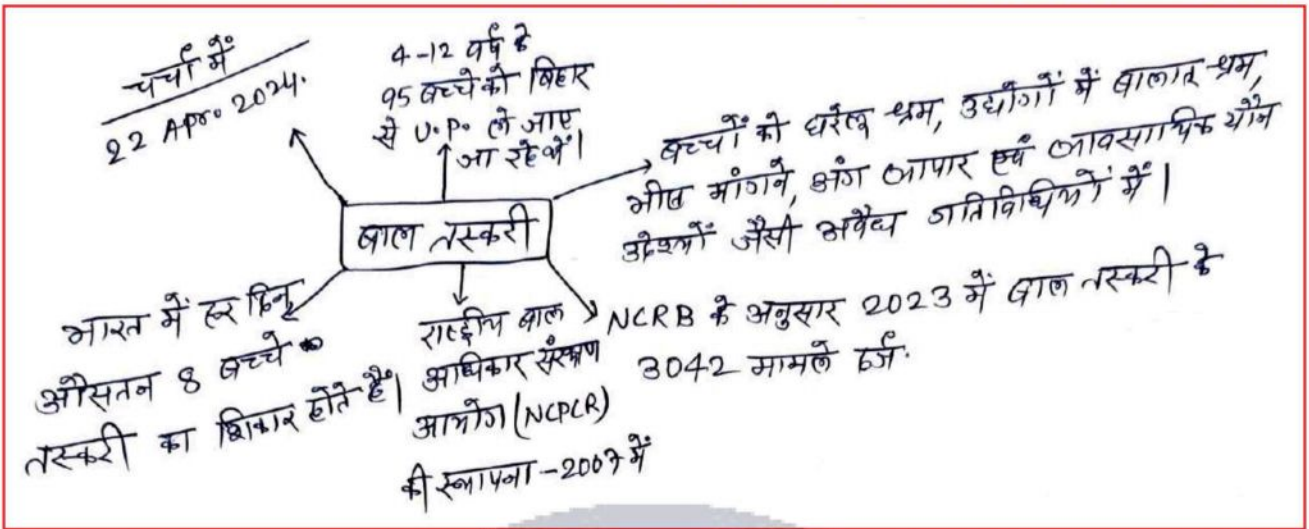 चर्चा में
22 Apr. 2024.
4-12 वर्ष के
95 बच्चे को बिहार
से U.P. ले जाए
जा रहे थें।
बच्चों को घरेलू श्रम, उद्योगों में बालात श्रम,
भीख मांगने, अंग व्यापार एवं व्यावसायिक यौन
उद्देश्यों जैसी अवैध गतिविधियों में।
बाल तस्करी
भारत में हर दिन
औसतन 8 बच्चे
तस्करी का शिकार होते हैं।
राष्ट्रीय बाल
अधिकार संरक्षण
आयोग (NCPCR)
की स्थापना - 2007 में
NCRB के अनुसार 2023 में बाल तस्करी के
3042 मामले दर्ज.